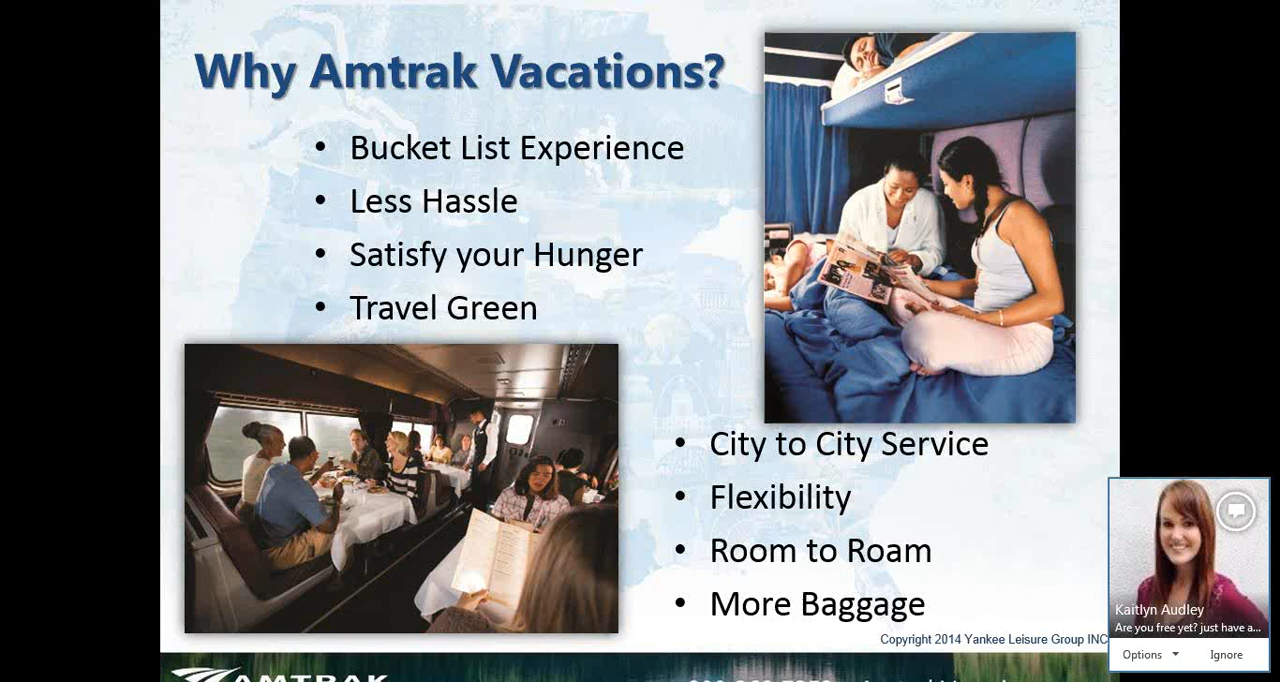 Why Amtrak Vacations?
• Bucket List Experience
• Less Hassle
• Satisfy your Hunger
• Travel Green
• City to City Service
• Flexibility
• Room to Roam
• More Baggage
Copyright 2014 Yankee Leisure Group INC
Kaitlyn Audley
Are you free yet? just have a...
Options
Ignore
AMTRAK